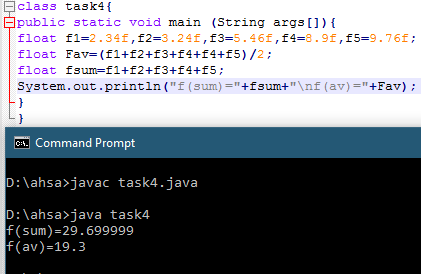 class task4{
public static void main (String args[]){
float f1=2.34f,f2=3.24f,f3=5.46f,f4=8.9f,f5=9.76f;
float Fav=(f1+f2+f3+f4+f4+f5)/2;
float fsum=f1+f2+f3+f4+f5;
System.out.println("f(sum)="+fsum+"\nf(av)="+Fav);
}
}
Command Prompt
D:\ahsa>javac task4.java
D:\ahsa>java task4
f(sum)=29.699999
f(av)=19.3